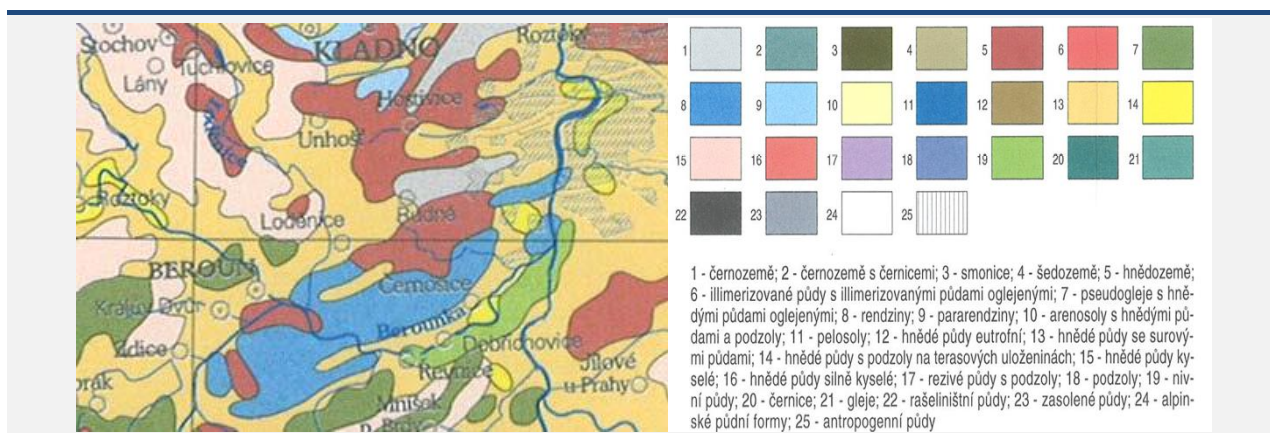 Stochov
KLADNO
Roztoky
Tuchlovice
Lány
Hostivice
Unhošť
Roztoky
Rudné
Loděnice
BEROUN
Černošice
Králův Dvůr
Berounka
Dobřichovice
Zdice
Řevnice
Jílové
u Prahy
Mníšek
p. Brdy
1 2 3 4 5 6 7
8 9 10 11 12 13 14
15 16 17 18 19 20 21
22 23 24 25
1 - černozemě; 2 - černozemě s černicemi; 3 - smonice; 4 - šedozemě; 5 - hnědozemě;
6 - illimerizované půdy s illimerizovanými půdami oglejenými; 7 - pseudogleje s hně-
dými půdami oglejenými; 8 - rendziny; 9 - pararendziny; 10 - arenosoly s hnědými pů-
dami a podzoly; 11 - pelosoly; 12 - hnědé půdy eutrofní; 13 - hnědé půdy se surový-
mi půdami; 14 - hnědé půdy s podzoly na terasových uloženinách; 15 - hnědé půdy ky-
selé; 16 - hnědé půdy silně kyselé; 17 - rezivé půdy s podzoly; 18 - podzoly; 19 - niv-
ní půdy; 20 - černice; 21 - gleje; 22 - rašeliništní půdy; 23 - zasolené půdy; 24 - alpin-
ské půdní formy; 25 - antropogenní půdy